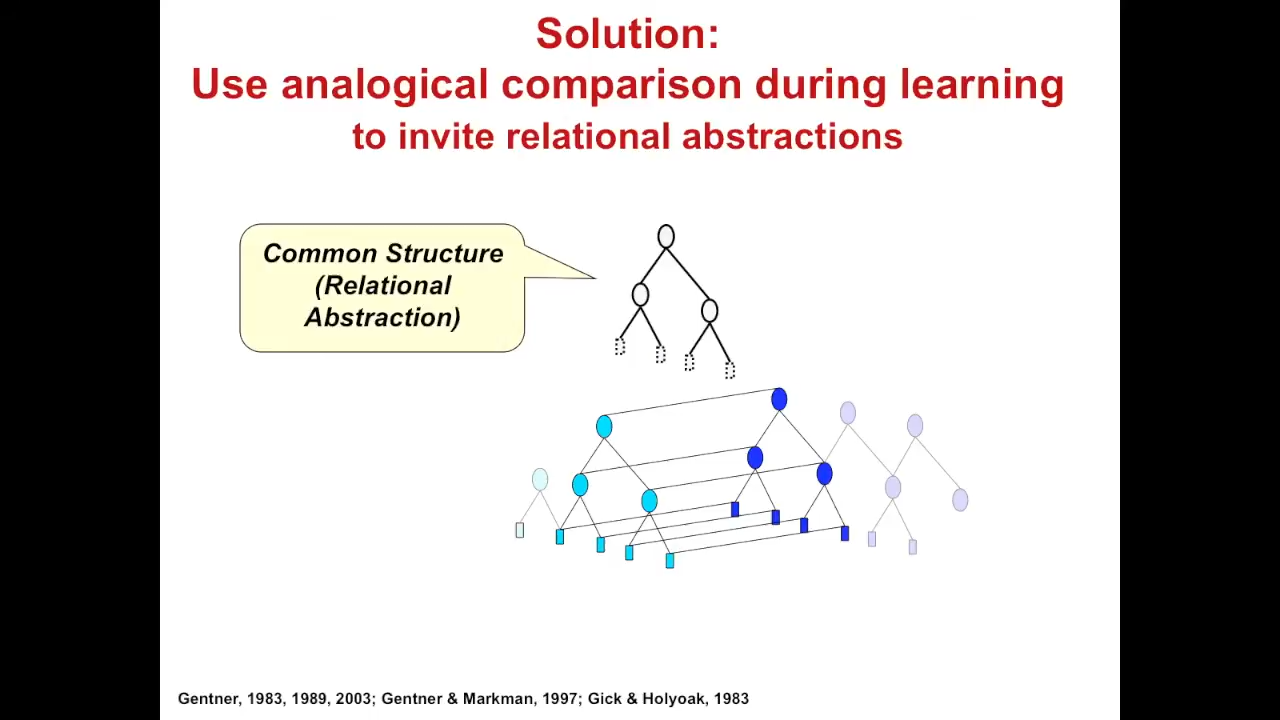 Solution:
Use analogical comparison during learning
to invite relational abstractions
Common Structure
(Relational
Abstraction)
Gentner, 1983, 1989, 2003; Gentner & Markman, 1997; Gick & Holyoak, 1983